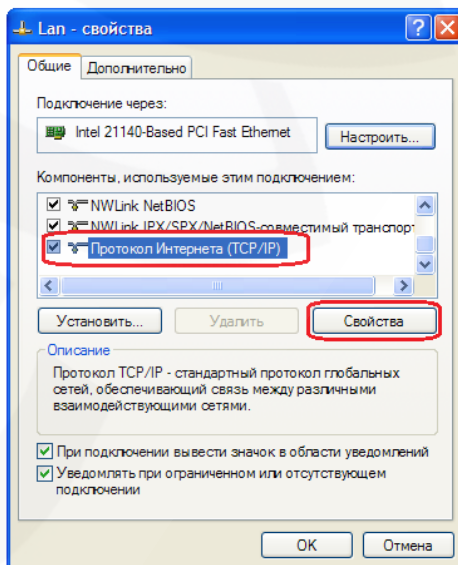 Lan - свойства
Общие
Дополнительно
Подключение через:
Intel 21140-Based PCI Fast Ethernet
Настроить...
Компоненты, используемые этим подключением:
NWLink NetBIOS
NWLink IPX/SPX/NetBIOS-совместимый транспорт
Протокол Интернета (TCP/IP)
Установить...
Удалить
Свойства
Описание
Протокол TCP/IP - стандартный протокол глобальных
сетей, обеспечивающий связь между различными
взаимодействующими сетями.
При подключении вывести значок в области уведомлений
Уведомлять при ограниченном или отсутствующем
подключении
OK
Отмена